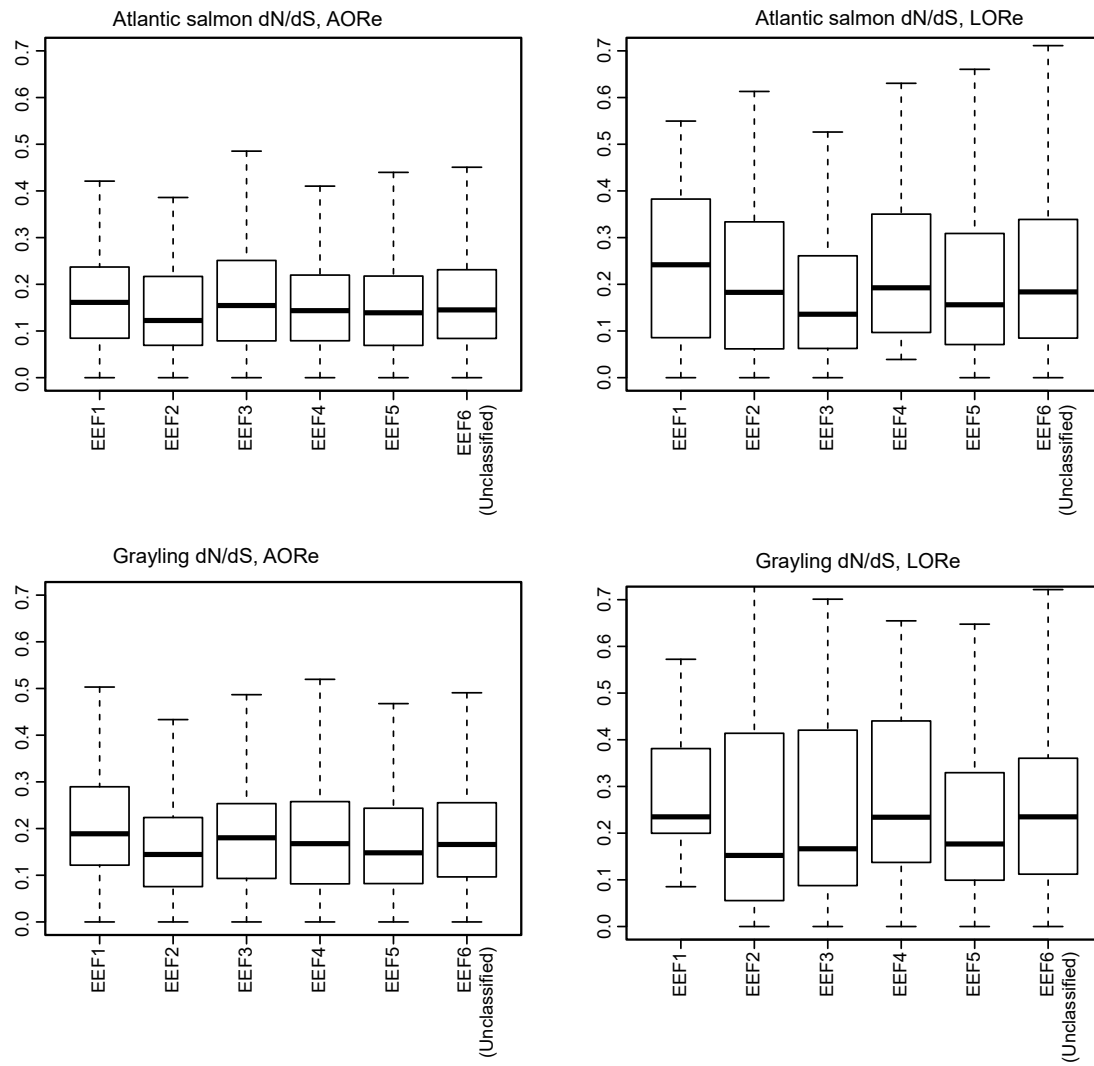 Atlantic salmon dN/dS, AORe
0.7
0.6
0.5
0.4
0.3
0.2
0.1
0.0
EEF1
EEF2
EEF3
EEF4
EEF5
EEF6
(Unclassified)
Atlantic salmon dN/dS, LORe
0.7
0.6
0.5
0.4
0.3
0.2
0.1
0.0
EEF1
EEF2
EEF3
EEF4
EEF5
EEF6
(Unclassified)
Grayling dN/dS, AORe
0.7
0.6
0.5
0.4
0.3
0.2
0.1
0.0
EEF1
EEF2
EEF3
EEF4
EEF5
EEF6
(Unclassified)
Grayling dN/dS, LORe
0.7
0.6
0.5
0.4
0.3
0.2
0.1
0.0
EEF1
EEF2
EEF3
EEF4
EEF5
EEF6
(Unclassified)